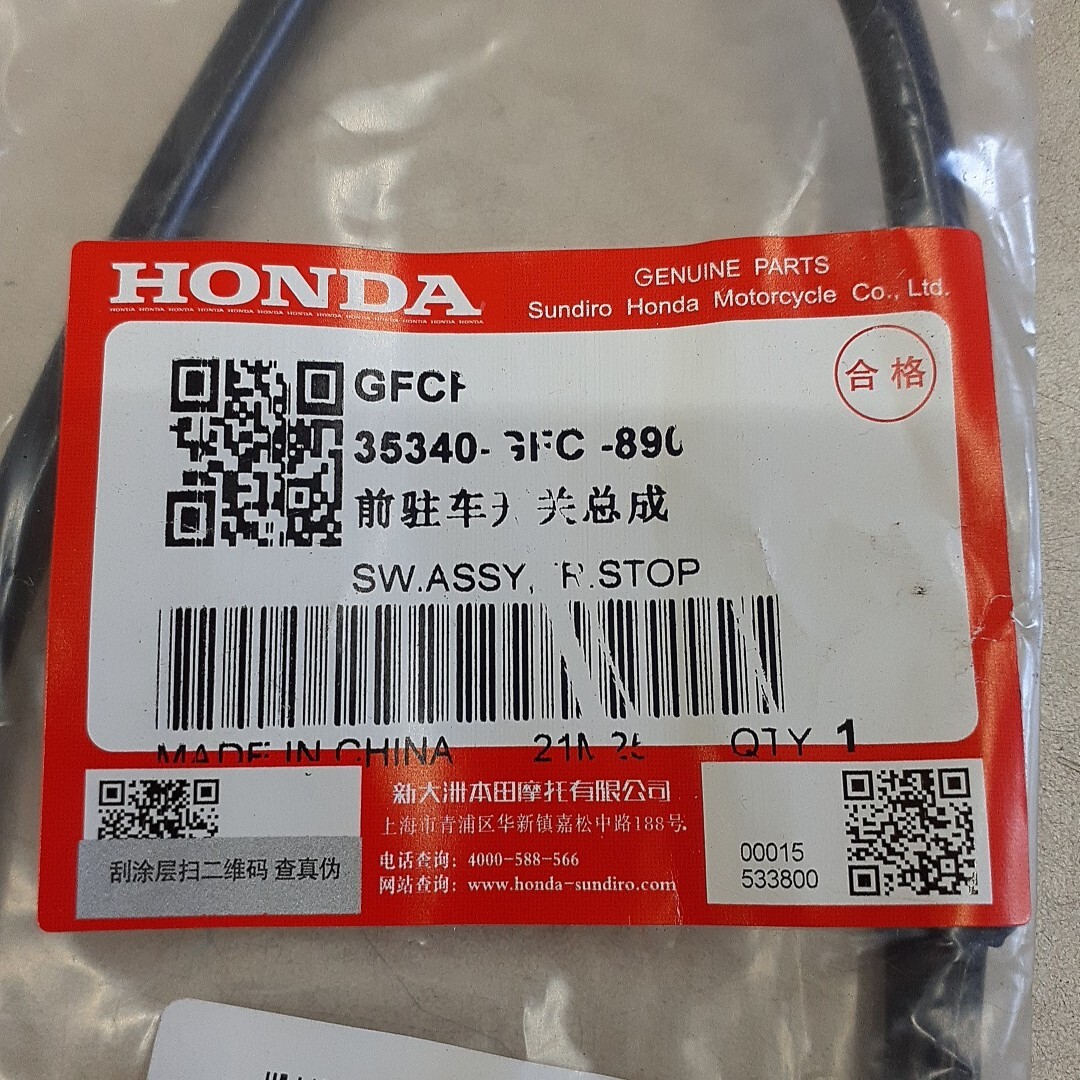 HONDA
GENUINE PARTS
Sundiro Honda Motorcycle Co., Ltd.
合格
35340-GFC-890
前驻车开关总成
SW.ASSY, FR.STOP
MADE IN CHINA QTY 1
新大洲本田摩托有限公司
上海市青浦区华新镇嘉松中路188号
电话查询: 4000-588-566
网站查询: www.honda-sundiro.com
刮涂层扫二维码 查真伪
00015
533800